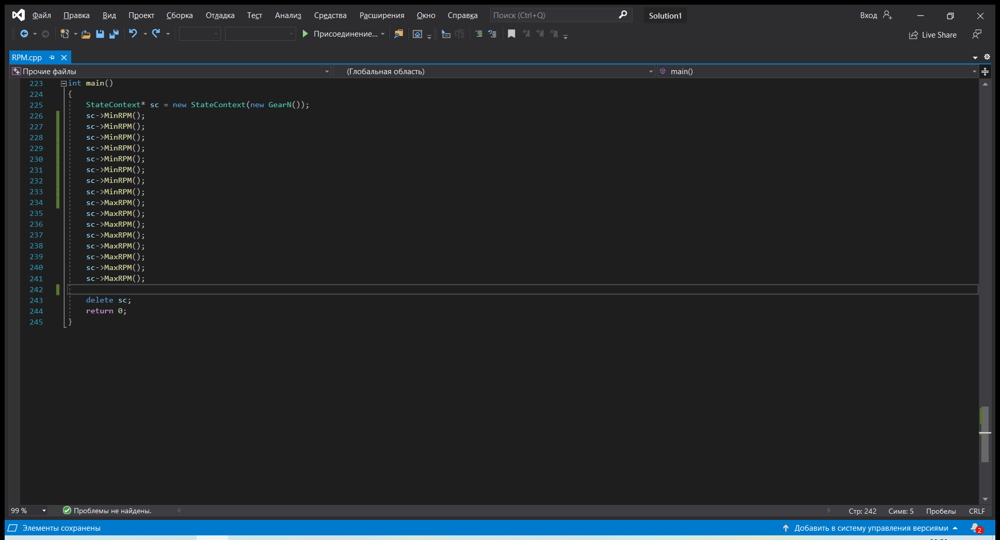 Файл Правка Вид Проект Сборка Отладка Тест Анализ Средства Расширения Окно Справка Поиск (Ctrl+Q) Solution1 Вход
Присоединение... Live Share
RPM.cpp
Прочие файлы (Глобальная область) main()
223 int main()
224 {
225 StateContext* sc = new StateContext(new GearN());
226 sc->MinRPM();
227 sc->MinRPM();
228 sc->MinRPM();
229 sc->MinRPM();
230 sc->MinRPM();
231 sc->MinRPM();
232 sc->MinRPM();
233 sc->MinRPM();
234 sc->MaxRPM();
235 sc->MaxRPM();
236 sc->MaxRPM();
237 sc->MaxRPM();
238 sc->MaxRPM();
239 sc->MaxRPM();
240 sc->MaxRPM();
241 sc->MaxRPM();
242
243 delete sc;
244 return 0;
245 }
99 % Проблемы не найдены. Стр: 242 Симв: 5 Пробелы CRLF
Элементы сохранены Добавить в систему управления версиями 2